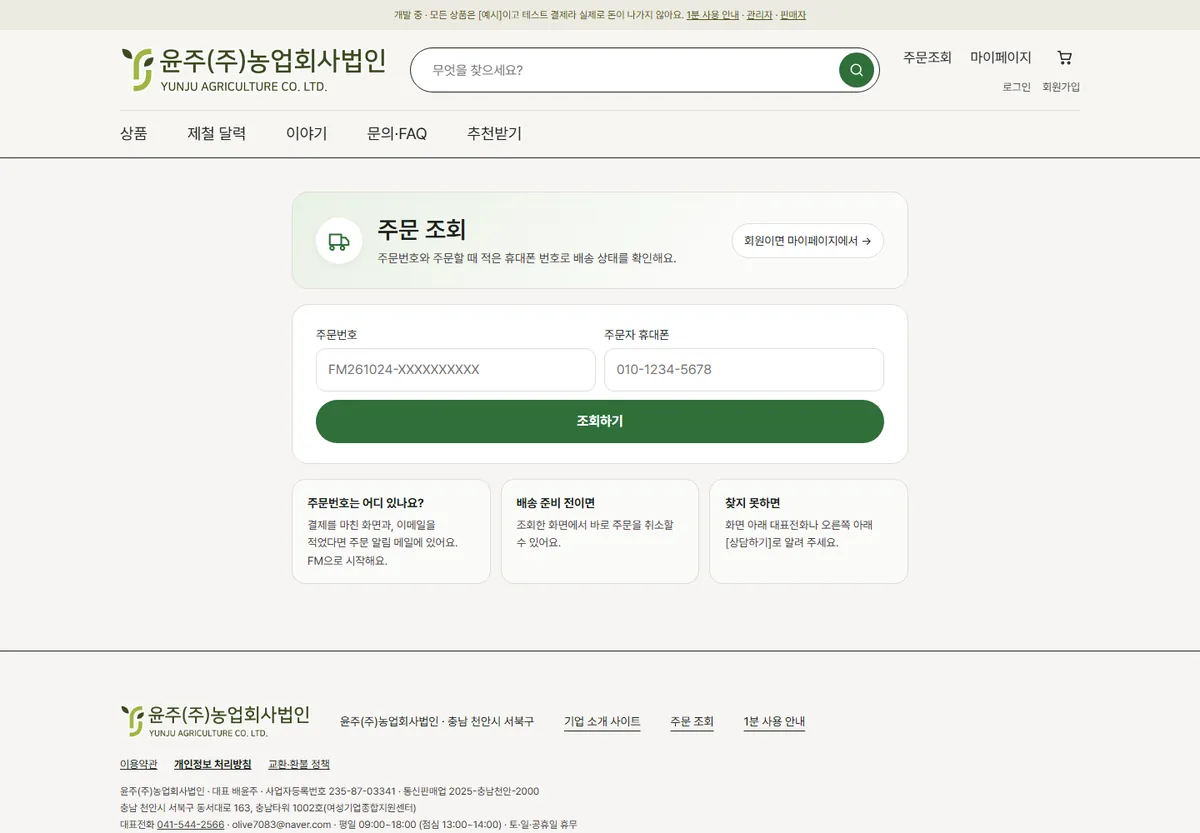 개발 중 · 모든 상품은 [예시]이고 테스트 결제라 실제로 돈이 나가지 않아요. 1분 사용 안내 · 관리자 · 판매자
윤주(주)농업회사법인
YUNJU AGRICULTURE CO. LTD.
무엇을 찾으세요?
주문조회 마이페이지
로그인 회원가입
상품 제철 달력 이야기 문의·FAQ 추천받기
주문 조회
주문번호와 주문할 때 적은 휴대폰 번호로 배송 상태를 확인해요.
회원이면 마이페이지에서 →
주문번호 주문자 휴대폰
FM261024-XXXXXXXXXX 010-1234-5678
조회하기
주문번호는 어디 있나요?
결제를 마친 화면과, 이메일을
적었다면 주문 알림 메일에 있어요.
FM으로 시작해요.
배송 준비 전이면
조회한 화면에서 바로 주문을 취소할
수 있어요.
찾지 못하면
화면 아래 대표전화나 오른쪽 아래
[상담하기]로 알려 주세요.
윤주(주)농업회사법인
YUNJU AGRICULTURE CO. LTD.
윤주(주)농업회사법인 · 충남 천안시 서북구 기업 소개 사이트 주문 조회 1분 사용 안내
이용약관 개인정보 처리방침 교환·환불 정책
윤주(주)농업회사법인 · 대표 배윤주 · 사업자등록번호 235-87-03341 · 통신판매업 2025-충남천안-2000
충남 천안시 서북구 동서대로 163, 충남타워 1002호(여성기업종합지원센터)
대표전화 041-544-2566 · olive7083@naver.com · 평일 09:00~18:00 (점심 13:00~14:00) · 토·일·공휴일 휴무